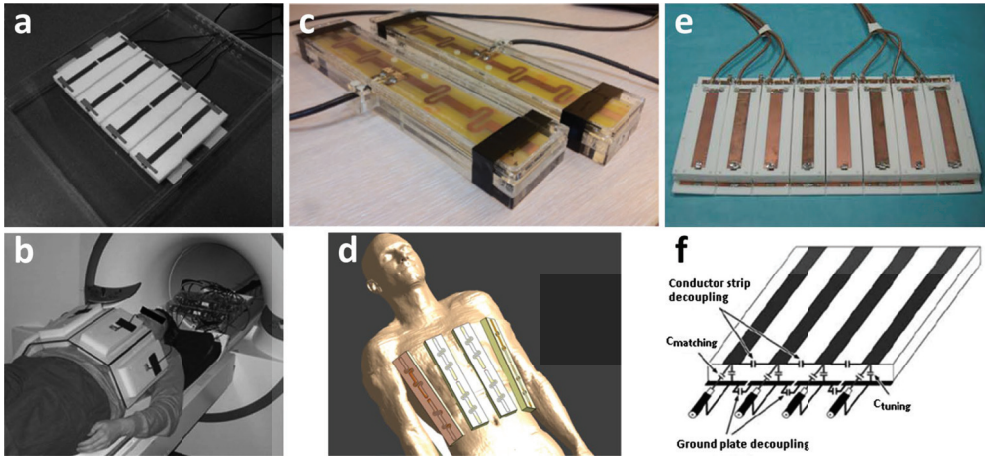 a
c
e
b
d
f
Conductor strip
decoupling
Cmatching
Ctuning
Ground plate decoupling